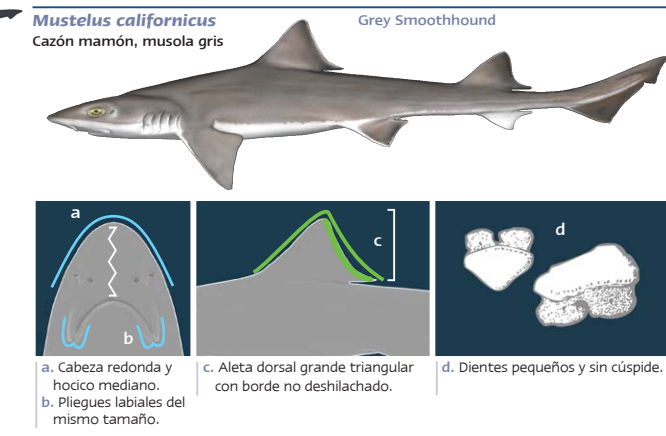 Mustelus californicus
Grey Smoothhound
Cazón mamón, musola gris
a
b
c
d
a. Cabeza redonda y
hocico mediano.
b. Pliegues labiales del
mismo tamaño.
c. Aleta dorsal grande triangular
con borde no deshilachado.
d. Dientes pequeños y sin cúspide.